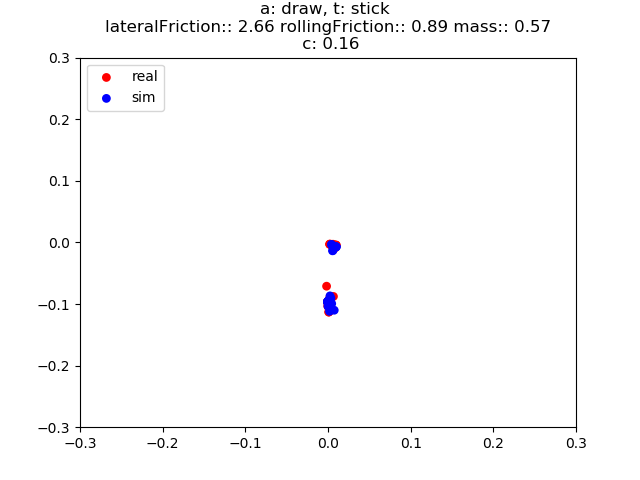 a: draw, t: stick
lateralFriction:: 2.66 rollingFriction:: 0.89 mass:: 0.57
c: 0.16
real
sim
0.3
0.2
0.1
0.0
−0.1
−0.2
−0.3
−0.3
−0.2
−0.1
0.0
0.1
0.2
0.3